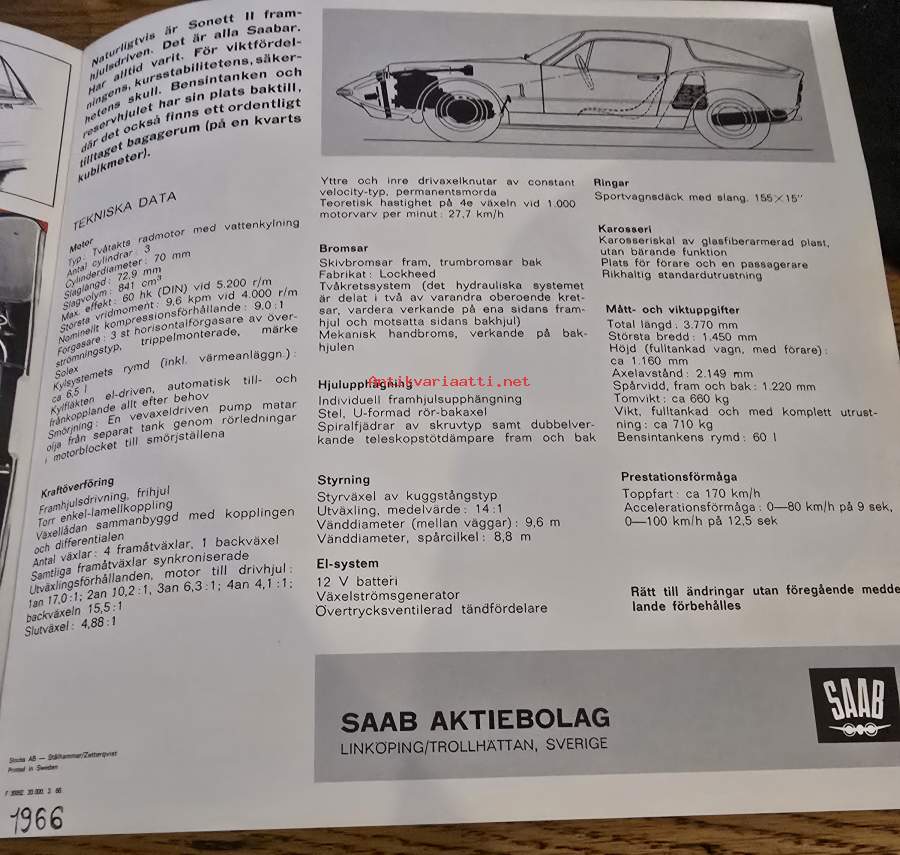 Naturligtvis är Sonett II fram-
hjulsdriven. Det är alla Saabar.
Har alltid varit. För viktfördel-
ningens, kursstabilitetens, säker-
hetens skull. Bensintanken och
reservhjulet har sin plats baktill,
där det också finns ett ordentligt
tilltaget bagagerum (på en kvarts
kubikmeter).
TEKNISKA DATA
Motor
Typ: Tvåtakts radmotor med vattenkylning
Antal cylindrar: 3
Cylinderdiameter: 70 mm
Slaglängd: 72,9 mm
Slagvolym: 841 cm³
Max. effekt: 60 hk (DIN) vid 5.200 r/m
Största vridmoment: 9,6 kpm vid 4.000 r/m
Nominellt kompressionsförhållande: 9,0:1
Förgasare: 3 st horisontalförgasare av över-
strömningstyp, trippelmonterade, märke
Solex
Kylsystemets rymd (inkl. värmeanläggn.):
ca 6,5 l
Kylfläkten el-driven, automatisk till- och
frånkopplande allt efter behov
Smörjning: En vevaxeldriven pump matar
olja från separat tank genom rörledningar
i motorblocket till smörjställena
Kraftöverföring
Framhjulsdrivning, frihjul
Torr enkel-lamellkoppling
Växellådan sammanbyggd med kopplingen
och differentialen
Antal växlar: 4 framåtväxlar, 1 backväxel
Samtliga framåtväxlar synkroniserade
Utväxlingsförhållanden, motor till drivhjul:
1an 17,0:1; 2an 10,2:1, 3an 6,3:1; 4an 4,1:1;
backväxeln 15,5:1
Slutväxel: 4,88:1
Yttre och inre drivaxelknutar av constant
velocity-typ, permanentsmorda
Teoretisk hastighet på 4e växeln vid 1.000
motorvarv per minut: 27,7 km/h
Bromsar
Skivbromsar fram, trumbromsar bak
Fabrikat: Lockheed
Tvåkretssystem (det hydrauliska systemet
är delat i två av varandra oberoende kret-
sar, vardera verkande på ena sidans fram-
hjul och motsatta sidans bakhjul)
Mekanisk handbroms, verkande på bak-
hjulen
Hjulupphängning
Individuell framhjulsupphängning
Stel, U-formad rör-bakaxel
Spiralfjädrar av skruvtyp samt dubbelver-
kande teleskopstötdämpare fram och bak
Styrning
Styrväxel av kuggstångstyp
Utväxling, medelvärde: 14:1
Vänddiameter (mellan väggar): 9,6 m
Vänddiameter, spårcilkel: 8,8 m
El-system
12 V batteri
Växelströmsgenerator
Övertrycksventilerad tändfördelare
Ringar
Sportvagnsdäck med slang. 155×15"
Karosseri
Karosseriskal av glasfiberarmerad plast,
utan bärande funktion
Plats för förare och en passagerare
Rikhaltig standardutrustning
Mått- och viktuppgifter
Total längd: 3.770 mm
Största bredd: 1.450 mm
Höjd (fulltankad vagn, med förare):
ca 1.160 mm
Axelavstånd: 2.149 mm
Spårvidd, fram och bak: 1.220 mm
Tomvikt: ca 660 kg
Vikt, fulltankad och med komplett utrust-
ning: ca 710 kg
Bensintankens rymd: 60 l
Prestationsförmåga
Toppfart: ca 170 km/h
Accelerationsförmåga: 0—80 km/h på 9 sek,
0—100 km/h på 12,5 sek
Rätt till ändringar utan föregående medde
lande förbehålles
Antikvariaatti.net
SAAB AKTIEBOLAG
LINKÖPING/TROLLHÄTTAN, SVERIGE
SAAB
Stocks AB — Stålhammar/Zetterqvist
Printed in Sweden
1966